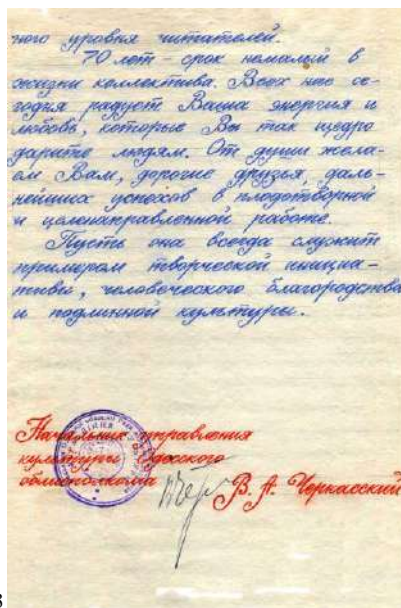 ного уровня читателей.
70 лет - срок немалый в
жизни коллектива. Всех нас се-
годня радует Ваша энергия и
любовь, которые Вы так щедро
дарите людям. От души жела-
ем Вам, дорогие друзья, даль-
нейших успехов в плодотворной
и целенаправленной работе.
Пусть она всегда служит
примером творческой инициа-
тивы, человеческого благородства
и подлинной культуры.
Начальник управления
культуры Одесского
облисполкома
В. А. Черкасский